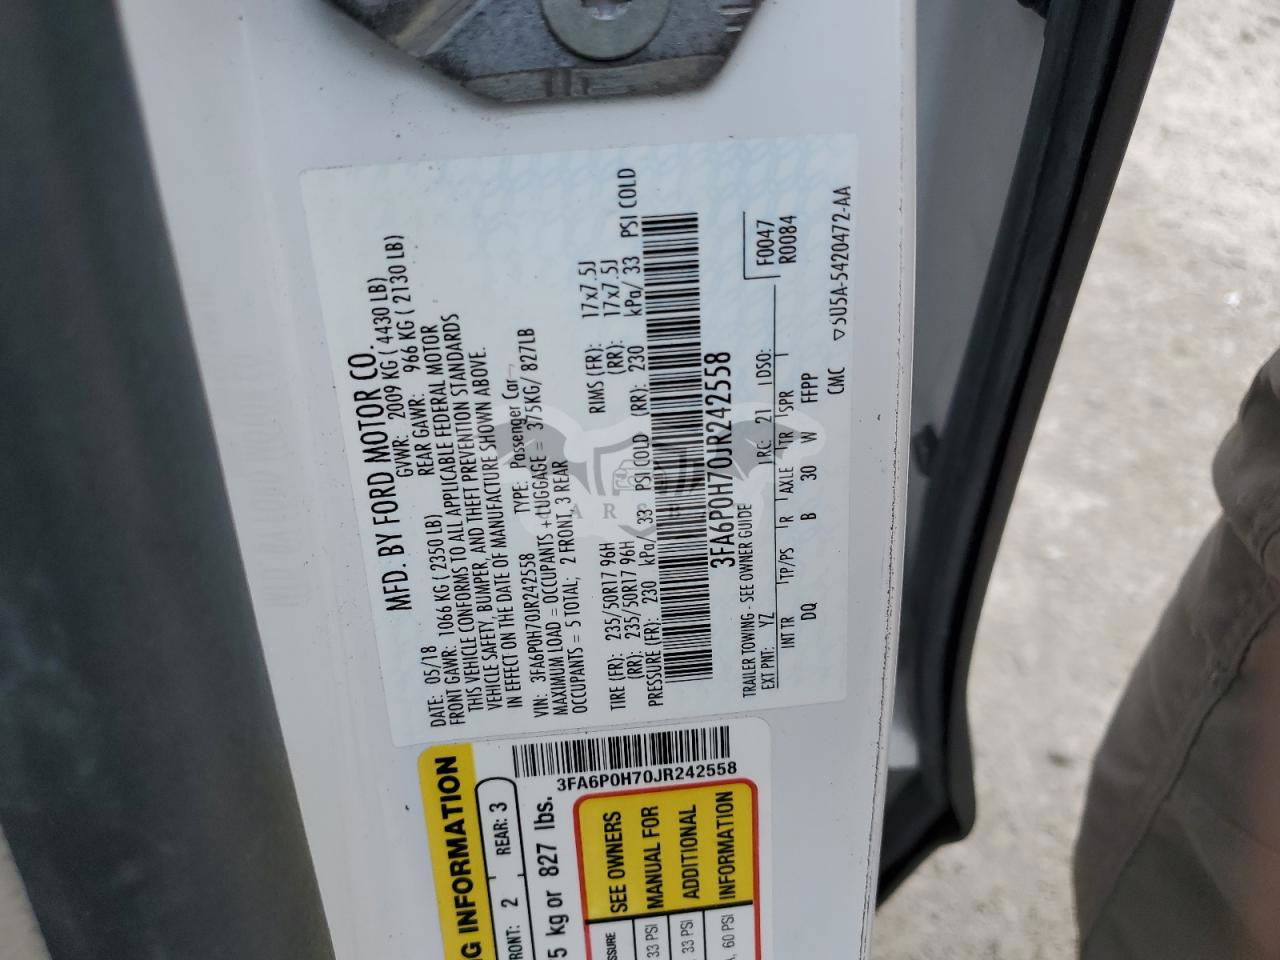 MFD. BY FORD MOTOR CO.
DATE: 05/18 GVWR: 2009 KG ( 4430 LB)
FRONT GAWR: 1066 KG ( 2350 LB) REAR GAWR: 966 KG ( 2130 LB)
THIS VEHICLE CONFORMS TO ALL APPLICABLE FEDERAL MOTOR
VEHICLE SAFETY, BUMPER, AND THEFT PREVENTION STANDARDS
IN EFFECT ON THE DATE OF MANUFACTURE SHOWN ABOVE.
VIN: 3FA6P0H70JR242558 TYPE: Passenger Car
MAXIMUM LOAD = OCCUPANTS + LUGGAGE = 375KG/ 827LB
OCCUPANTS = 5 TOTAL; 2 FRONT, 3 REAR
TIRE (FR): 235/50R17 96H RIMS (FR): 17x7.5J
(RR): 235/50R17 96H (RR): 17x7.5J
PRESSURE (FR): 230 kPa/ 33 PSI COLD (RR): 230 kPa/ 33 PSI COLD
3FA6P0H70JR242558
TRAILER TOWING - SEE OWNER GUIDE F0047
EXT PNT: YZ RC: 21 DSO: R0084
INT TR TP/PS R AXLE TR SPR
DQ B 30 W FFPP
CMC ▽5U5A-5420472-AA
3FA6P0H70JR242558
INFORMATION
FRONT: 2 REAR: 3
5 kg or 827 lbs.
SEE OWNERS
MANUAL FOR
ADDITIONAL
INFORMATION
33 PSI
33 PSI
60 PSI